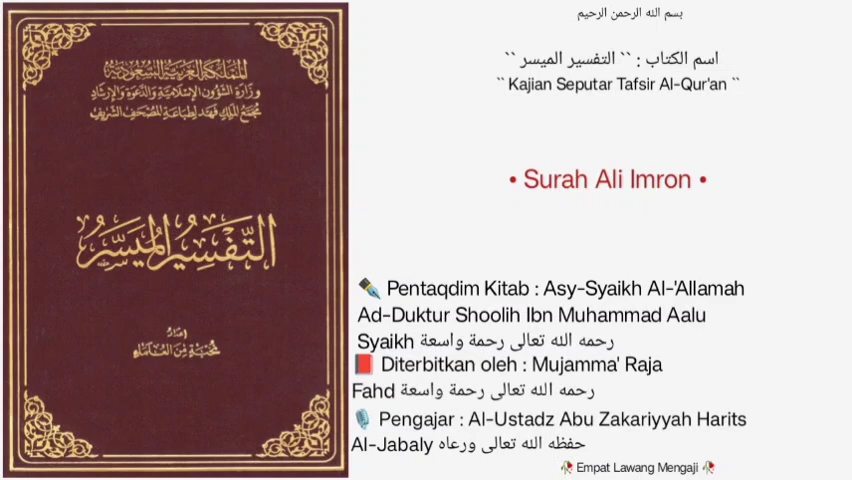 المملكة العربية السعودية
وزارة الشؤون الإسلامية والدعوة والإرشاد
مجمع الملك فهد لطباعة المصحف الشريف
التفسير الميسر
إعداد
نخبة من العلماء
بسم الله الرحمن الرحيم
اسم الكتاب : `` التفسير الميسر ``
`` Kajian Seputar Tafsir Al-Qur'an ``
• Surah Ali Imron •
✒️ Pentaqdim Kitab : Asy-Syaikh Al-'Allamah
Ad-Duktur Shoolih Ibn Muhammad Aalu
Syaikh رحمه الله تعالى رحمة واسعة
📕 Diterbitkan oleh : Mujamma' Raja
Fahd رحمه الله تعالى رحمة واسعة
🎙️ Pengajar : Al-Ustadz Abu Zakariyyah Harits
Al-Jabaly حفظه الله تعالى ورعاه
🥀 Empat Lawang Mengaji 🥀